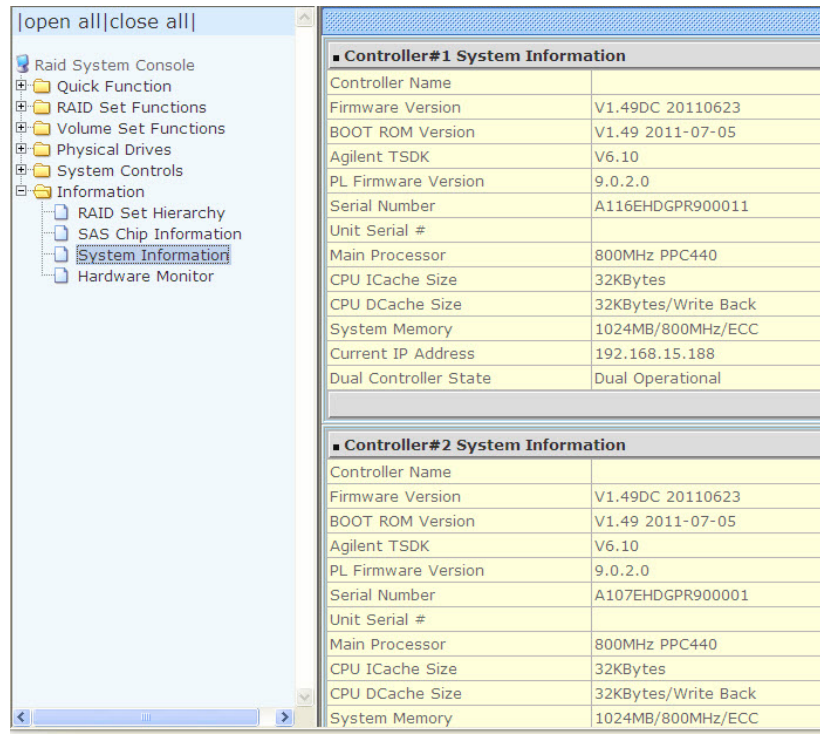 |open all|close all|
Raid System Console
Quick Function
RAID Set Functions
Volume Set Functions
Physical Drives
System Controls
Information
RAID Set Hierarchy
SAS Chip Information
System Information
Hardware Monitor
Controller#1 System Information
Controller Name
Firmware Version V1.49DC 20110623
BOOT ROM Version V1.49 2011-07-05
Agilent TSDK V6.10
PL Firmware Version 9.0.2.0
Serial Number A116EHDGPR900011
Unit Serial #
Main Processor 800MHz PPC440
CPU ICache Size 32KBytes
CPU DCache Size 32KBytes/Write Back
System Memory 1024MB/800MHz/ECC
Current IP Address 192.168.15.188
Dual Controller State Dual Operational
Controller#2 System Information
Controller Name
Firmware Version V1.49DC 20110623
BOOT ROM Version V1.49 2011-07-05
Agilent TSDK V6.10
PL Firmware Version 9.0.2.0
Serial Number A107EHDGPR900001
Unit Serial #
Main Processor 800MHz PPC440
CPU ICache Size 32KBytes
CPU DCache Size 32KBytes/Write Back
System Memory 1024MB/800MHz/ECC